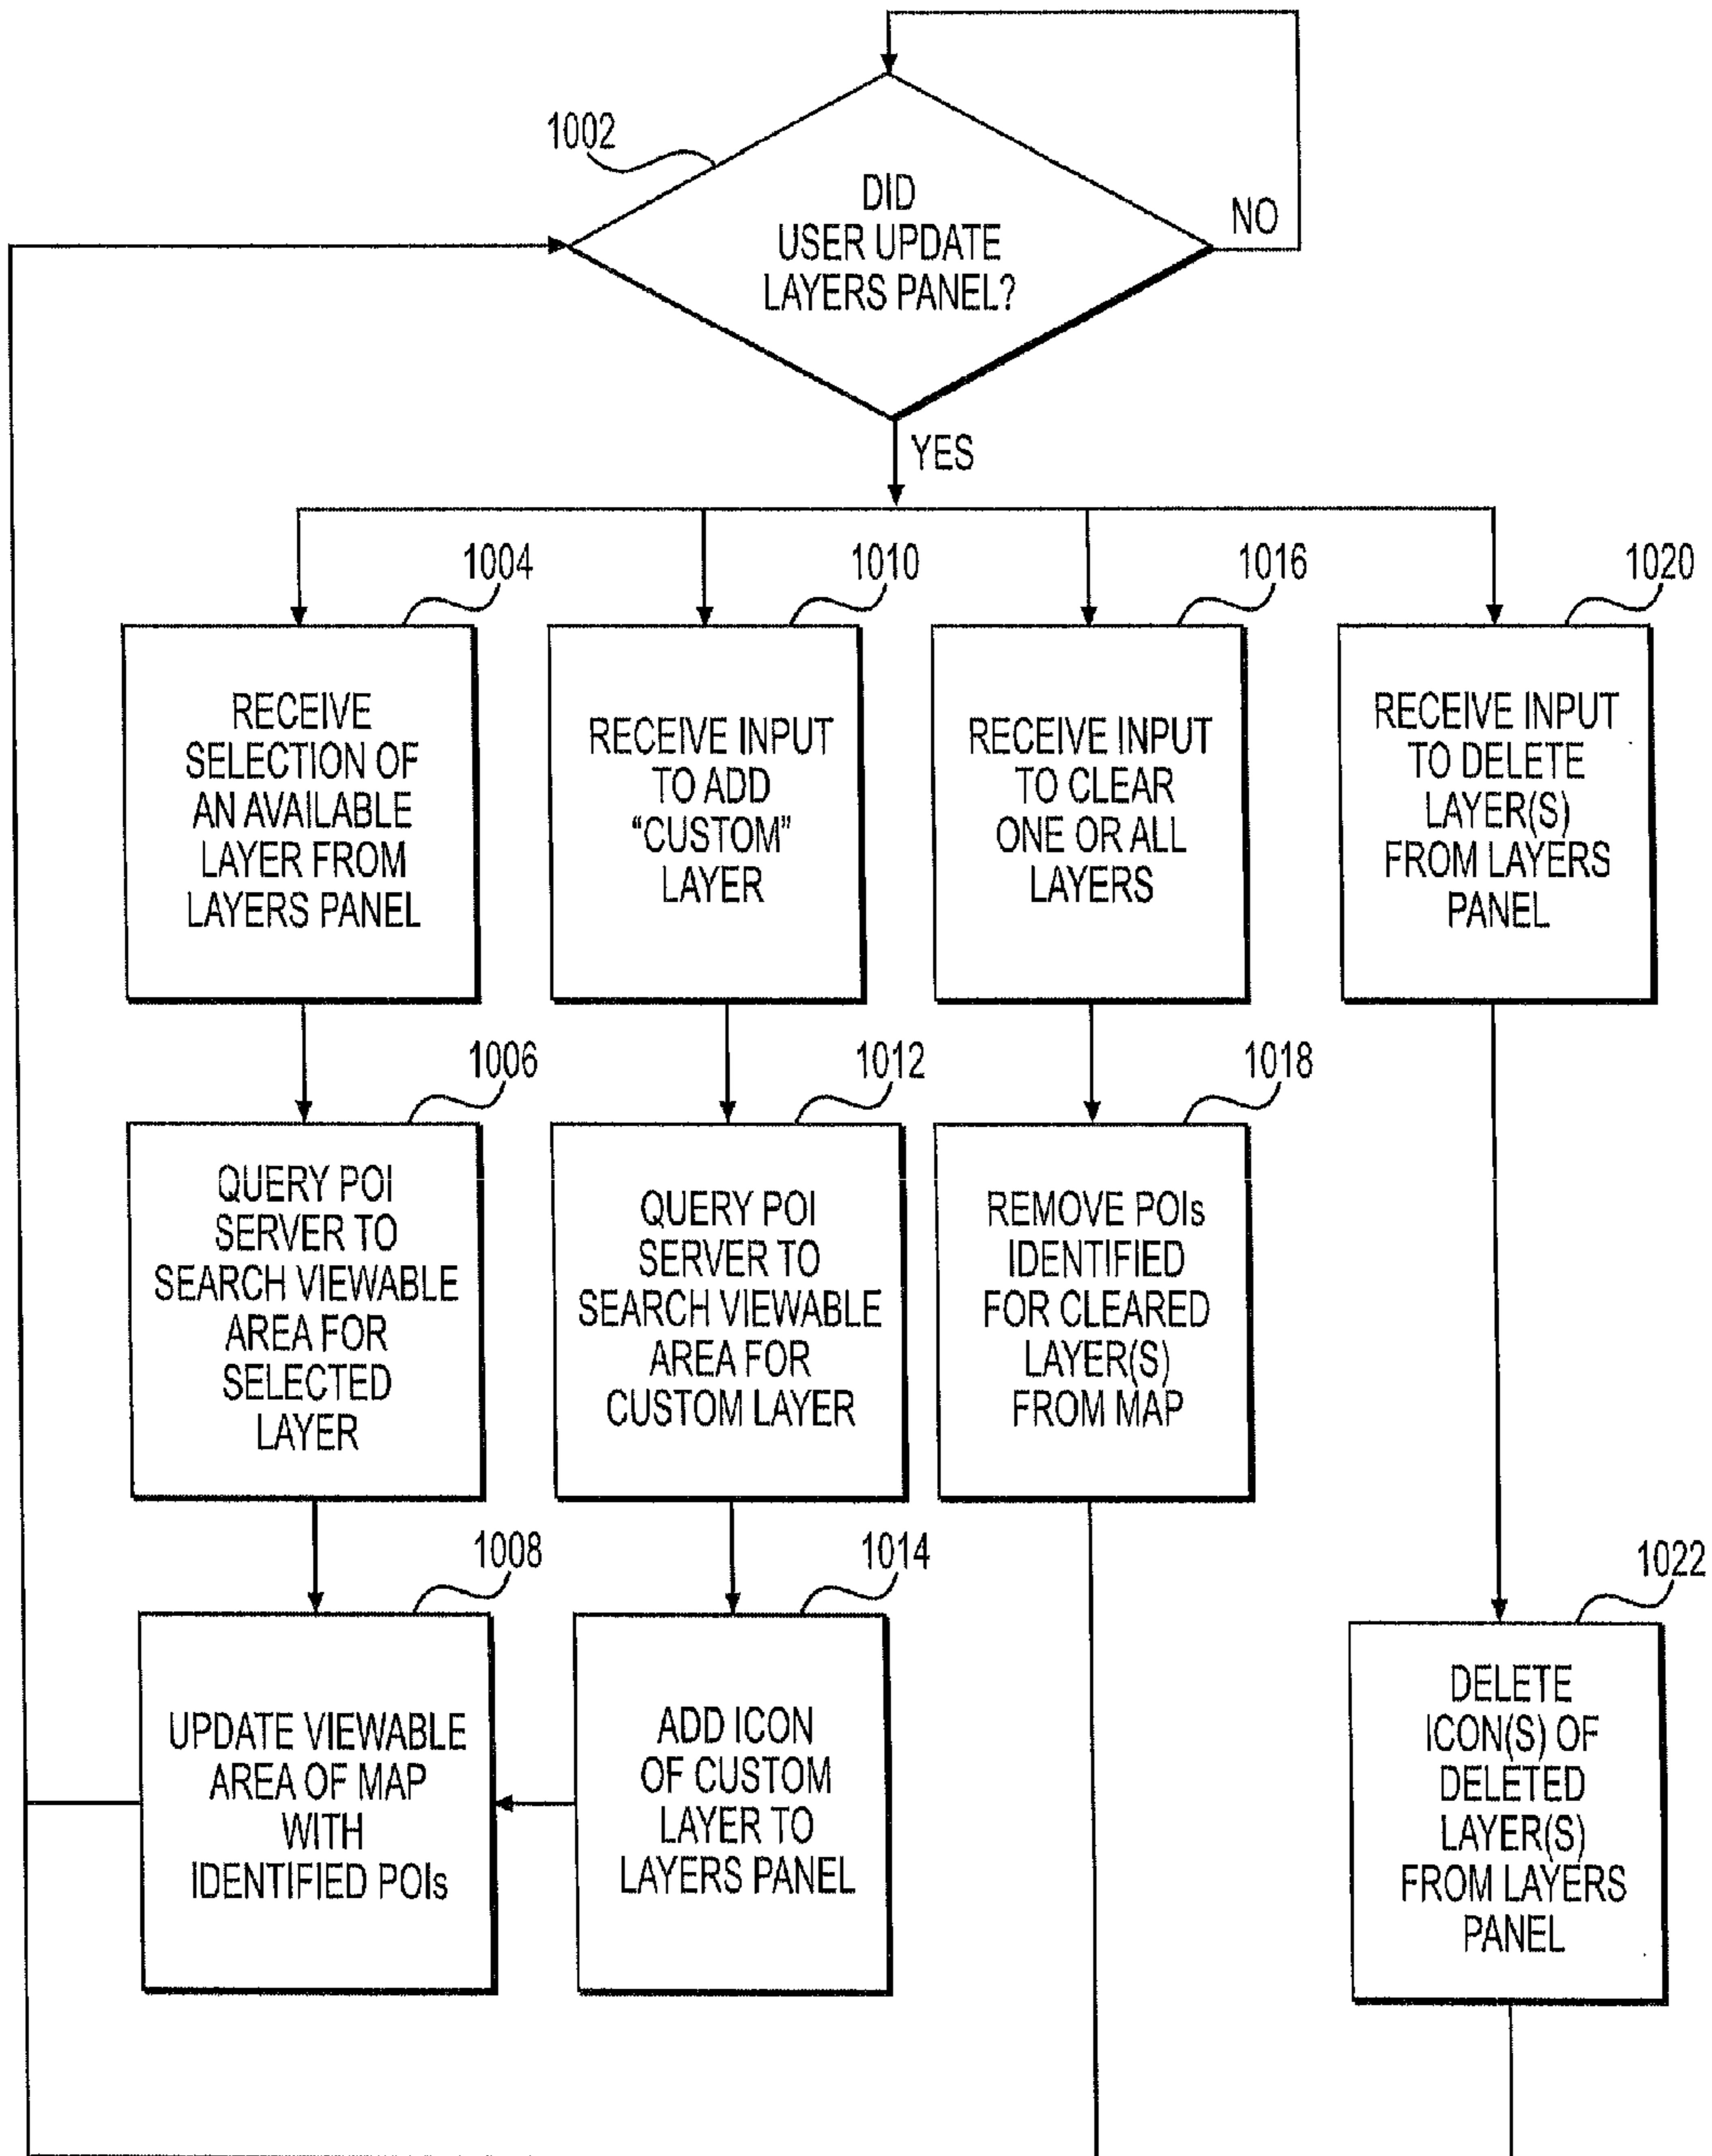 1002
DID
USER UPDATE
LAYERS PANEL?
NO
YES
1004
RECEIVE
SELECTION OF
AN AVAILABLE
LAYER FROM
LAYERS PANEL
1010
RECEIVE INPUT
TO ADD
“CUSTOM”
LAYER
1016
RECEIVE INPUT
TO CLEAR
ONE OR ALL
LAYERS
1020
RECEIVE INPUT
TO DELETE
LAYER(S)
FROM LAYERS
PANEL
1006
QUERY POI
SERVER TO
SEARCH VIEWABLE
AREA FOR
SELECTED
LAYER
1012
QUERY POI
SERVER TO
SEARCH VIEWABLE
AREA FOR
CUSTOM LAYER
1018
REMOVE POIs
IDENTIFIED
FOR CLEARED
LAYER(S)
FROM MAP
1008
UPDATE VIEWABLE
AREA OF MAP
WITH
IDENTIFIED POIs
1014
ADD ICON
OF CUSTOM
LAYER TO
LAYERS PANEL
1022
DELETE
ICON(S) OF
DELETED
LAYER(S)
FROM LAYERS
PANEL